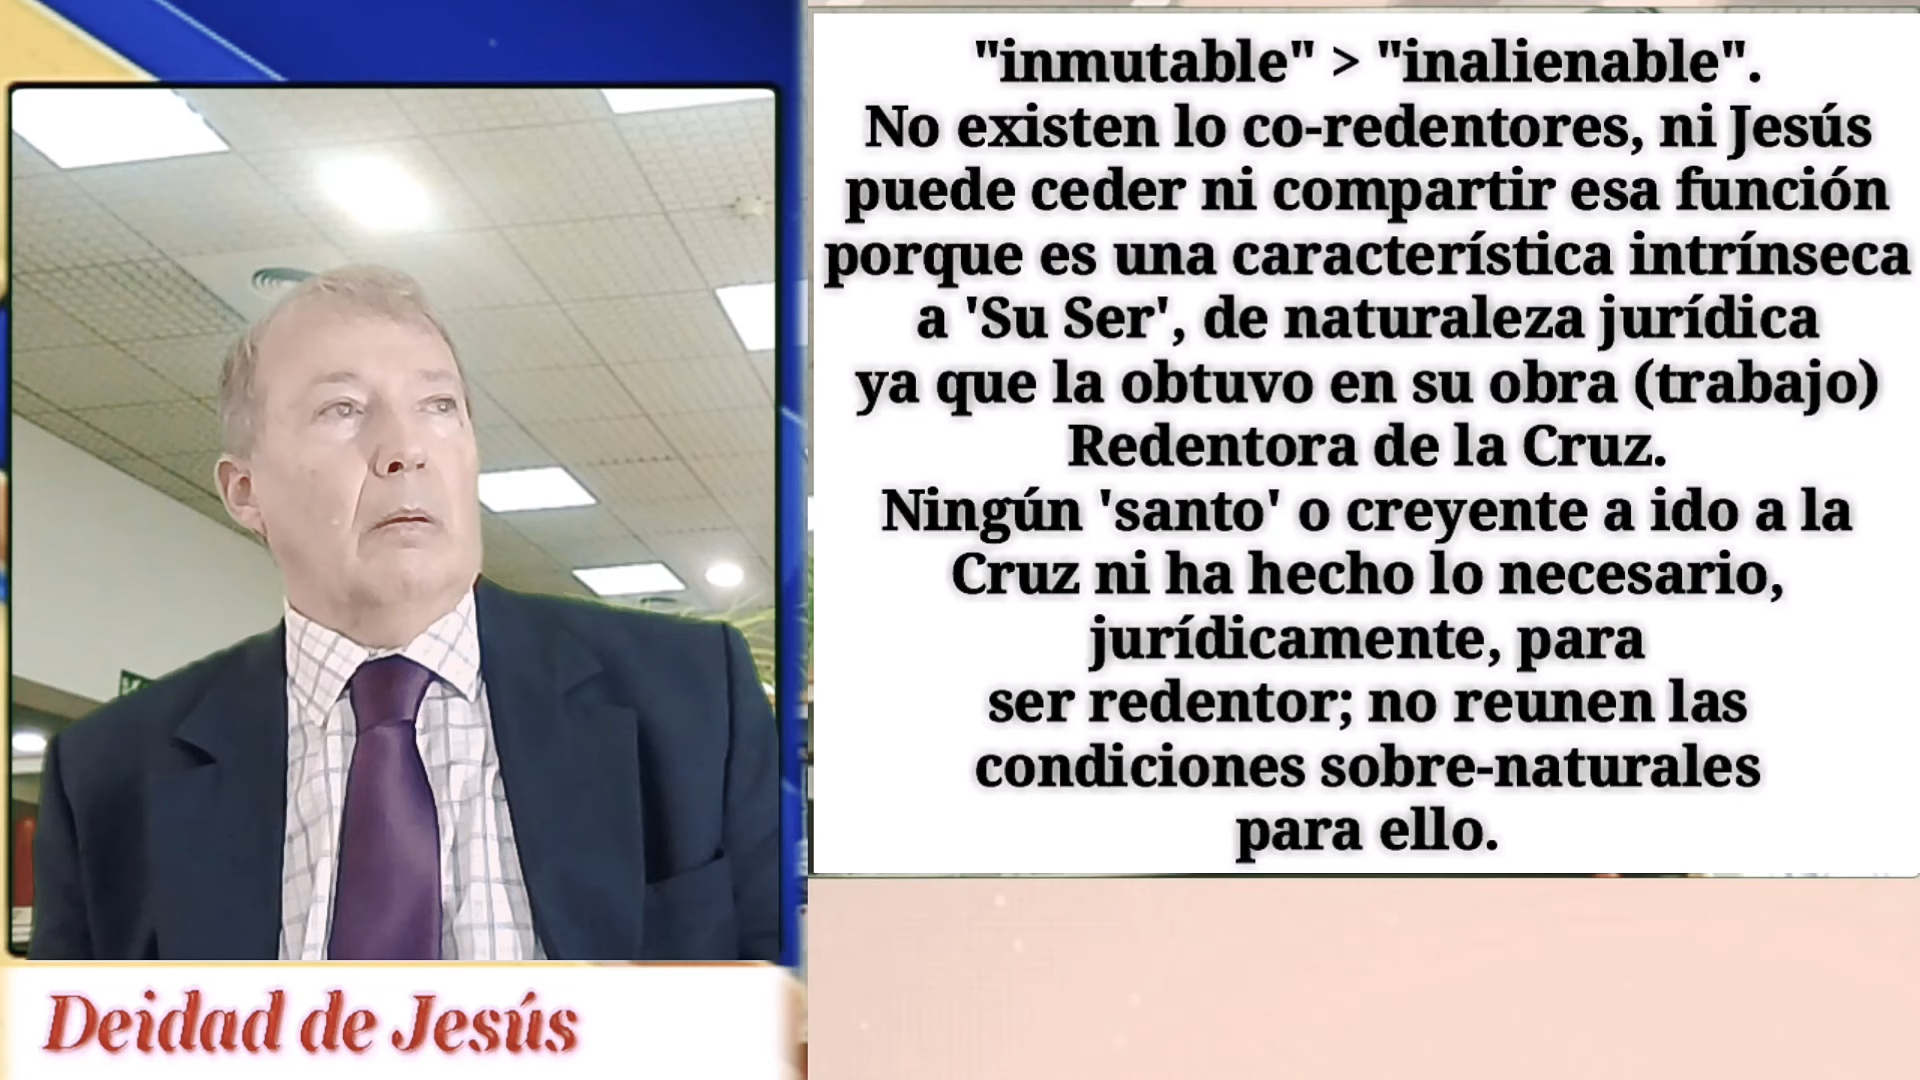 "inmutable" > "inalienable".
No existen lo co-redentores, ni Jesús
puede ceder ni compartir esa función
porque es una característica intrínseca
a 'Su Ser', de naturaleza jurídica
ya que la obtuvo en su obra (trabajo)
Redentora de la Cruz.
Ningún 'santo' o creyente a ido a la
Cruz ni ha hecho lo necesario,
jurídicamente, para
ser redentor; no reunen las
condiciones sobre-naturales
para ello.
Deidad de Jesús